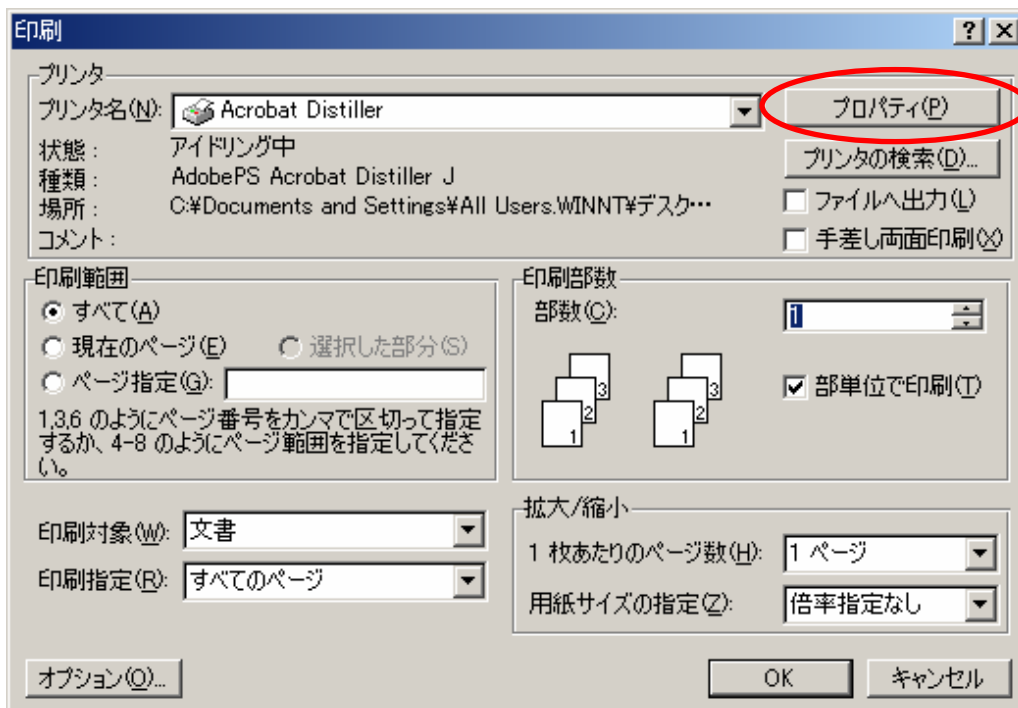 印刷
プリンタ
プリンタ名(N): Acrobat Distiller プロパティ(P)
状態： アイドリング中 プリンタの検索(D)...
種類： AdobePS Acrobat Distiller J
場所： C:¥Documents and Settings¥All Users.WINNT¥デスク… ファイルへ出力(L)
コメント： 手差し両面印刷(X)
印刷範囲
すべて(A)
現在のページ(E) 選択した部分(S)
ページ指定(G):
1,3,6 のようにページ番号をカンマで区切って指定
するか、4-8 のようにページ範囲を指定してくださ
い。
印刷部数
部数(C): 1
1 2 3 1 2 3 部単位で印刷(T)
印刷対象(W): 文書
印刷指定(R): すべてのページ
拡大/縮小
1 枚あたりのページ数(H): 1 ページ
用紙サイズの指定(Z): 倍率指定なし
オプション(O)... OK キャンセル